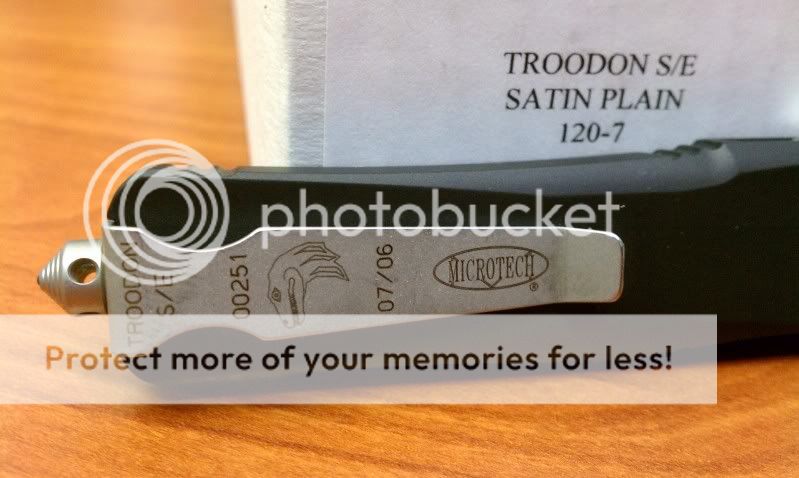 TROODON S/E
SATIN PLAIN
120-7
photobucket
TROODON
S/E
00251
07/06
MICROTECH
®
Protect more of your memories for less!